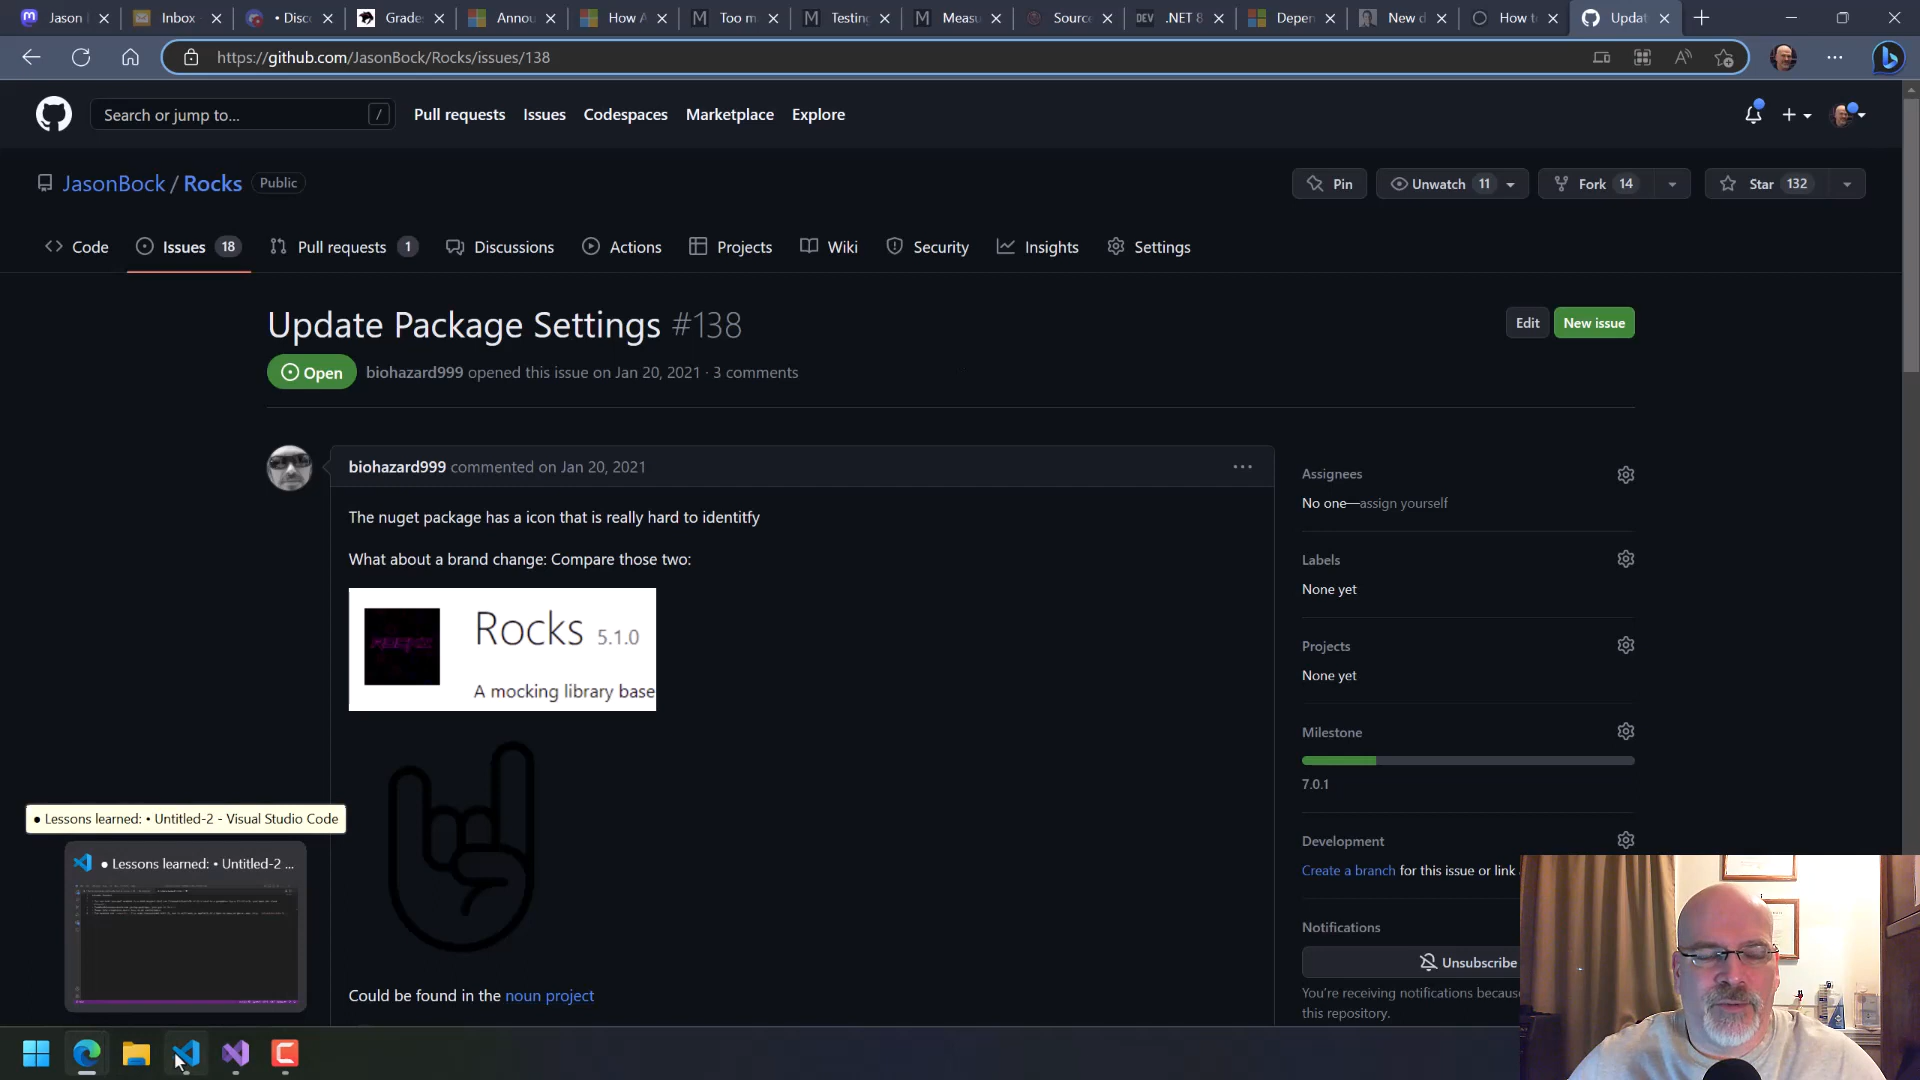 Jason
Inbox
• Disc
Grade
Annou
How A
Too m
Testing
Measu
Source
DEV .NET 8
Depen
New d
How t
Updat
https://github.com/JasonBock/Rocks/issues/138
Search or jump to... /
Pull requests Issues Codespaces Marketplace Explore
JasonBock / Rocks Public
Pin Unwatch 11 Fork 14 Star 132
Code Issues 18 Pull requests 1 Discussions Actions Projects Wiki Security Insights Settings
Update Package Settings #138
Edit New issue
Open biohazard999 opened this issue on Jan 20, 2021 · 3 comments
biohazard999 commented on Jan 20, 2021
The nuget package has a icon that is really hard to identitfy
What about a brand change: Compare those two:
Rocks 5.1.0
A mocking library base
Could be found in the noun project
Assignees
No one—assign yourself
Labels
None yet
Projects
None yet
Milestone
7.0.1
Development
Create a branch for this issue or link
Notifications
Unsubscribe
You're receiving notifications because
this repository.
● Lessons learned: • Untitled-2 - Visual Studio Code
● Lessons learned: • Untitled-2 ...